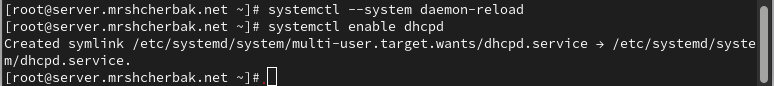 [root@server.mrshcherbak.net ~]# systemctl --system daemon-reload
[root@server.mrshcherbak.net ~]# systemctl enable dhcpd
Created symlink /etc/systemd/system/multi-user.target.wants/dhcpd.service → /etc/systemd/syste
m/dhcpd.service.
[root@server.mrshcherbak.net ~]#